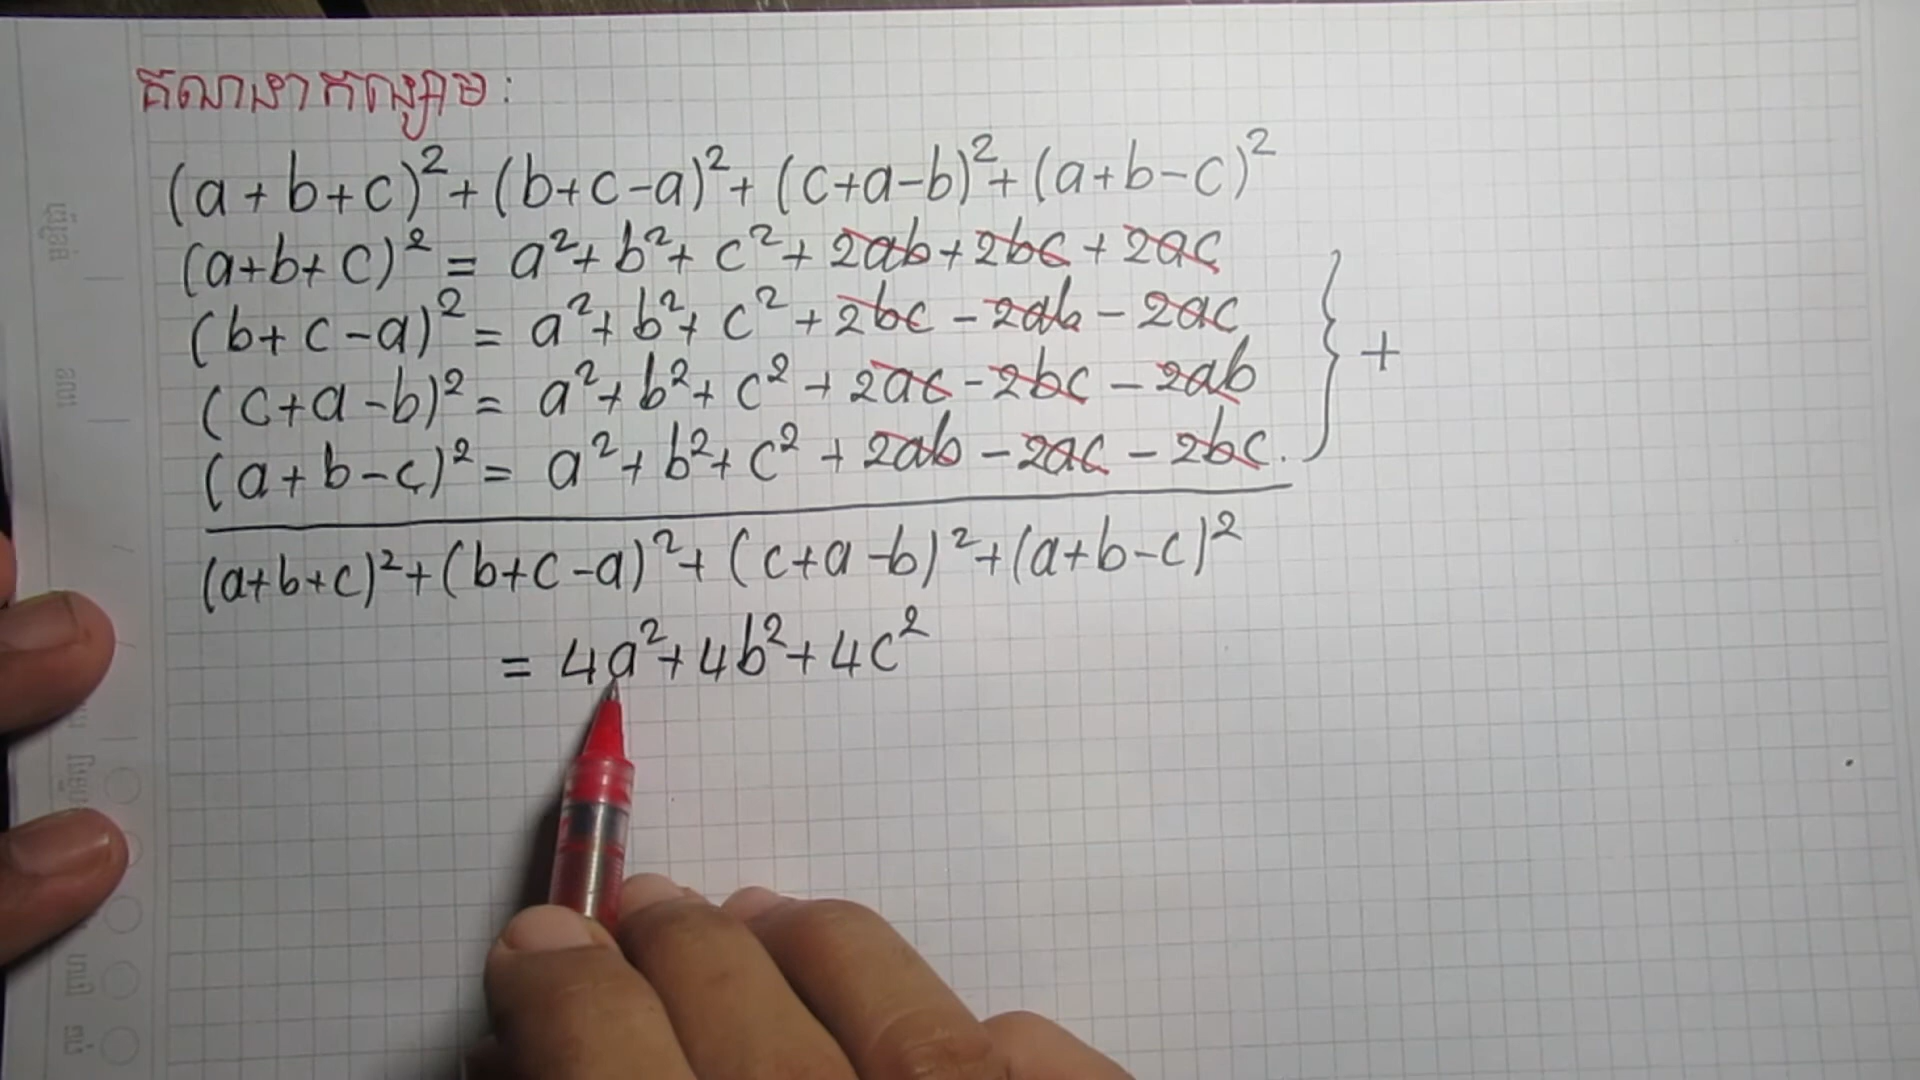 គណនាកន្សោម :
(a+b+c)²+(b+c-a)²+(c+a-b)²+(a+b-c)²
(a+b+c)² = a²+b²+c²+2ab+2bc+2ac
(b+c-a)² = a²+b²+c²+2bc-2ab-2ac
(c+a-b)² = a²+b²+c²+2ac-2bc-2ab
(a+b-c)² = a²+b²+c²+2ab-2ac-2bc.
} +
(a+b+c)²+(b+c-a)²+(c+a-b)²+(a+b-c)²
= 4a²+4b²+4c²